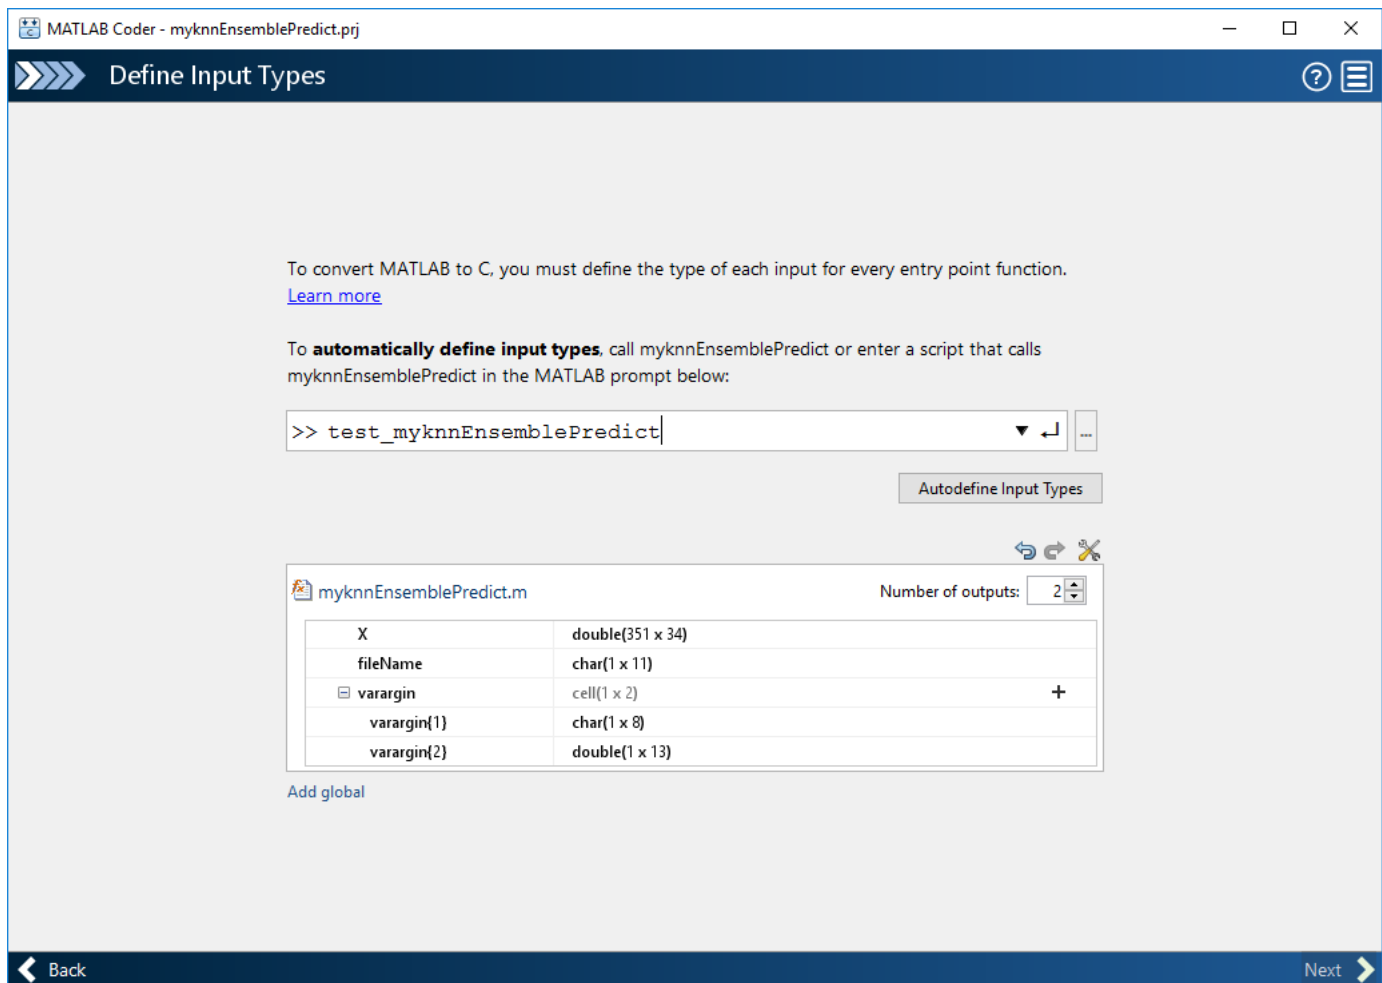 MATLAB Coder - myknnEnsemblePredict.prj
Define Input Types
To convert MATLAB to C, you must define the type of each input for every entry point function.
Learn more
To automatically define input types, call myknnEnsemblePredict or enter a script that calls
myknnEnsemblePredict in the MATLAB prompt below:
>> test_myknnEnsemblePredict
...
Autodefine Input Types
myknnEnsemblePredict.m Number of outputs: 2
X double(351 x 34)
fileName char(1 x 11)
varargin cell(1 x 2) +
varargin{1} char(1 x 8)
varargin{2} double(1 x 13)
Add global
Back Next